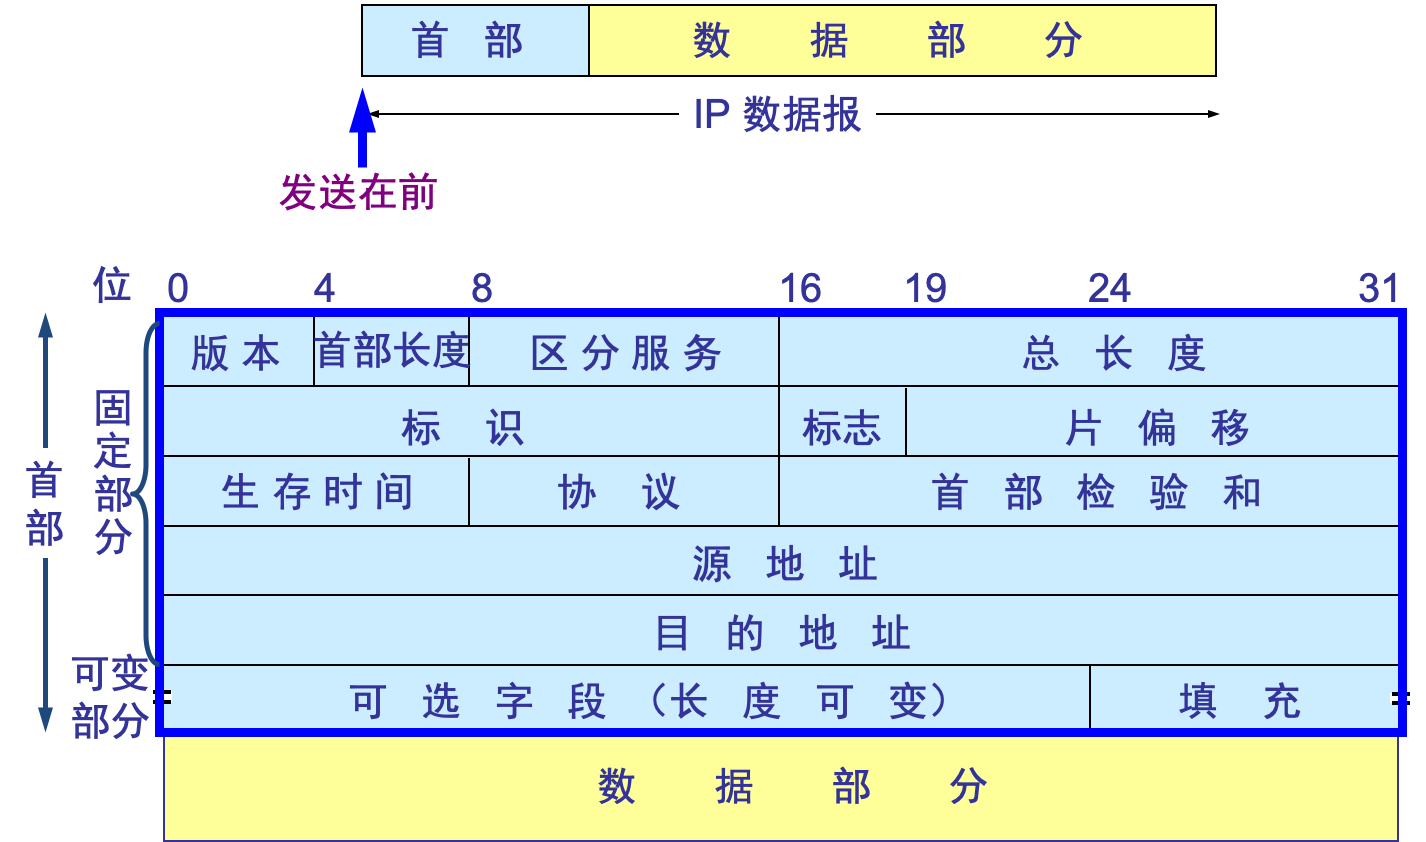 首部 数据部分
IP 数据报
发送在前
位 0 4 8 16 19 24 31
版本 首部长度 区分服务 总长度
标识 标志 片偏移
生存时间 协议 首部检验和
源地址
目的地址
可选字段（长度可变） 填充
数据部分
首部
固定部分
可变
部分